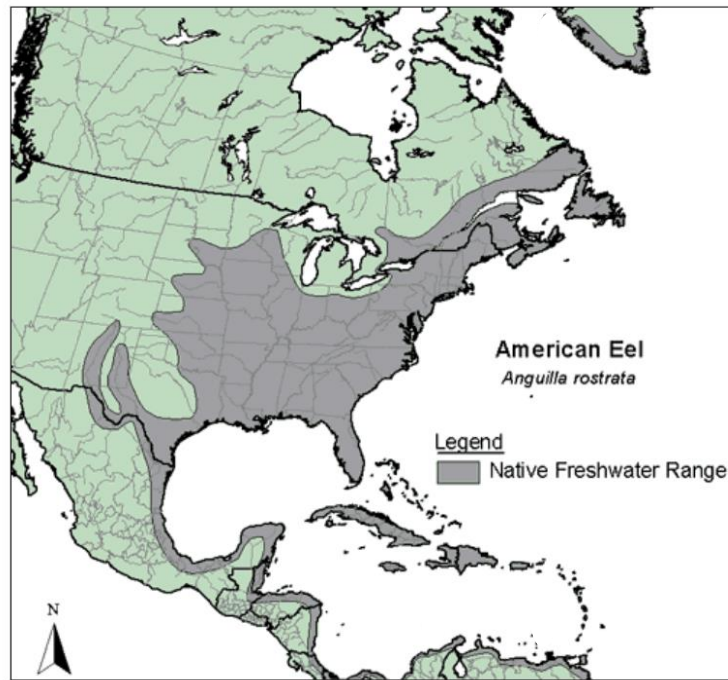 American Eel
Anguilla rostrata
Legend
Native Freshwater Range
N